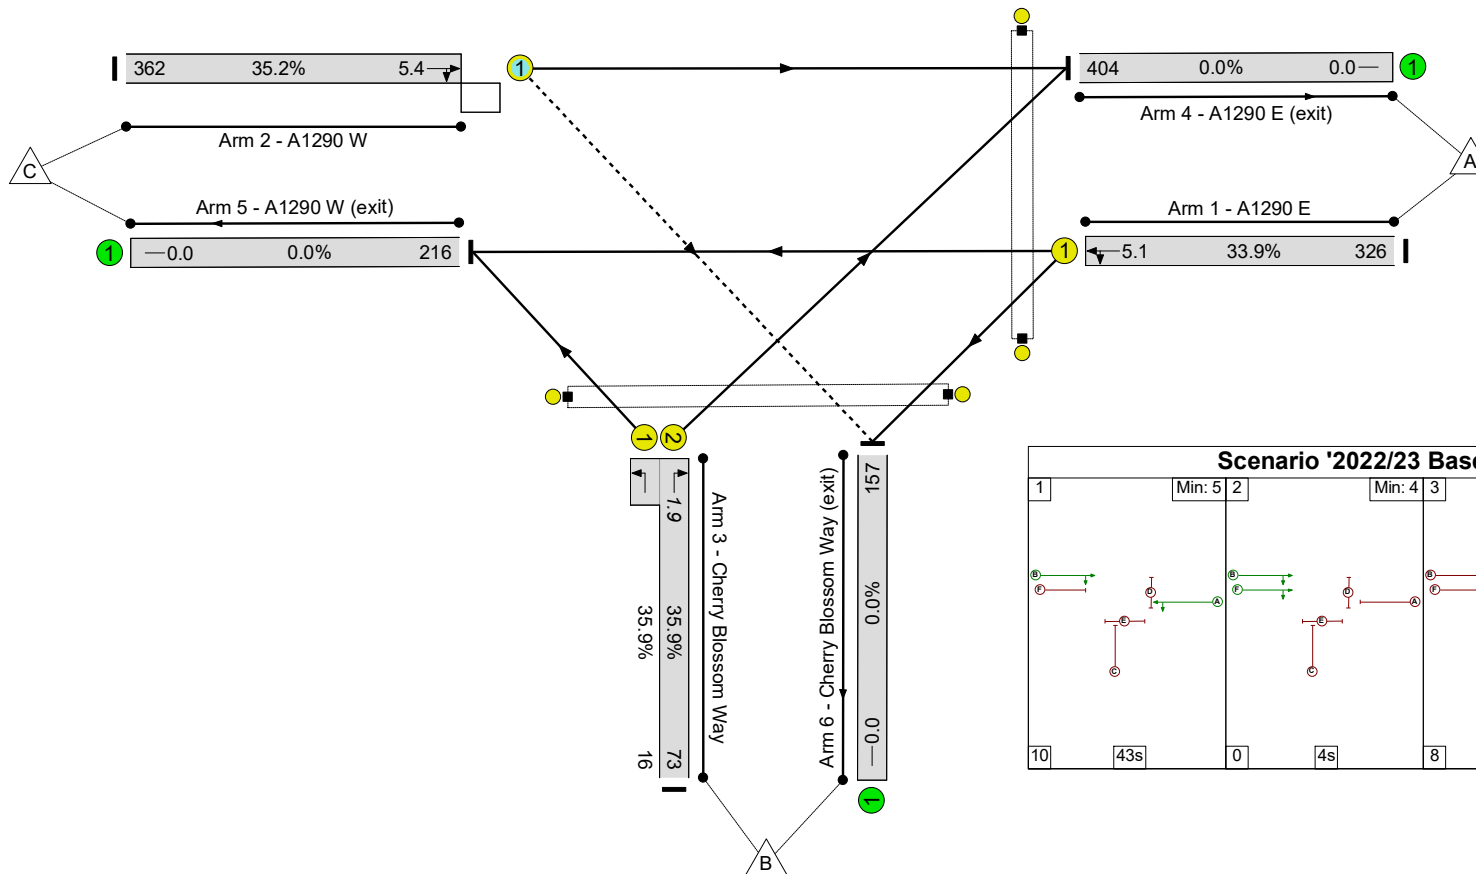 362 35.2% 5.4
1
404 0.0% 0.0
1
Arm 2 - A1290 W
Arm 4 - A1290 E (exit)
C
A
Arm 5 - A1290 W (exit)
Arm 1 - A1290 E
1
0.0 0.0% 216
1
5.1 33.9% 326
1
2
1.9
35.9%
35.9%
73
16
Arm 3 - Cherry Blossom Way
Arm 6 - Cherry Blossom Way (exit)
157
0.0%
0.0
1
B
Scenario '2022/23 Base
1 Min: 5 2 Min: 4 3
B
F
D
A
E
C
B
F
D
A
E
C
B
F
10 43s 0 4s 8